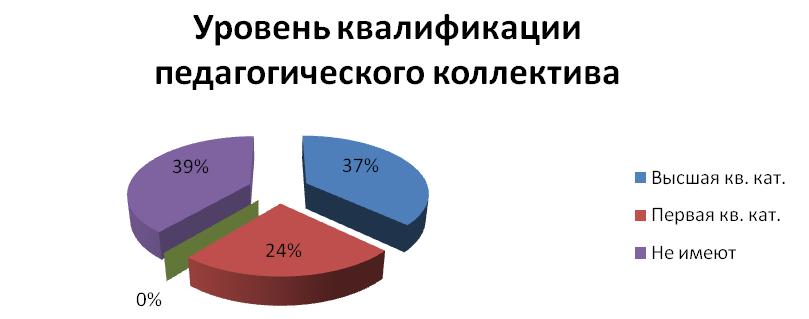 Уровень квалификации
педагогического коллектива
39%
37%
24%
0%
Высшая кв. кат.
Первая кв. кат.
Не имеют